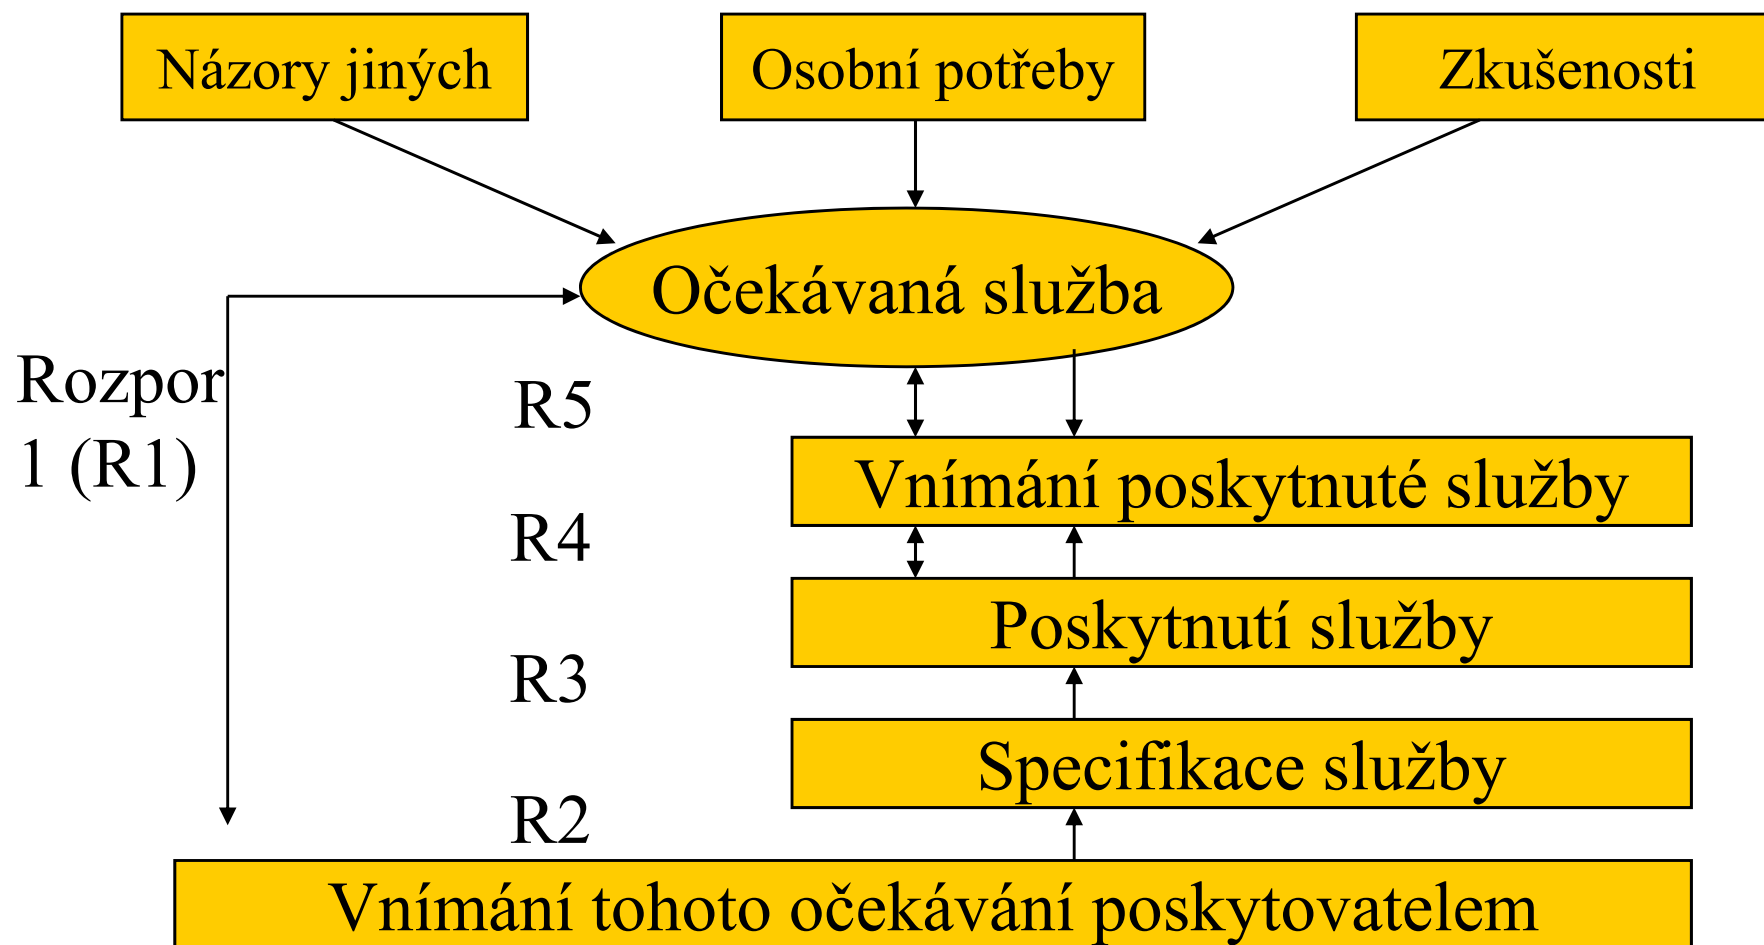 Názory jiných
Osobní potřeby
Zkušenosti
Očekávaná služba
Rozpor
1 (R1)
R5
Vnímání poskytnuté služby
R4
Poskytnutí služby
R3
Specifikace služby
R2
Vnímání tohoto očekávání poskytovatelem